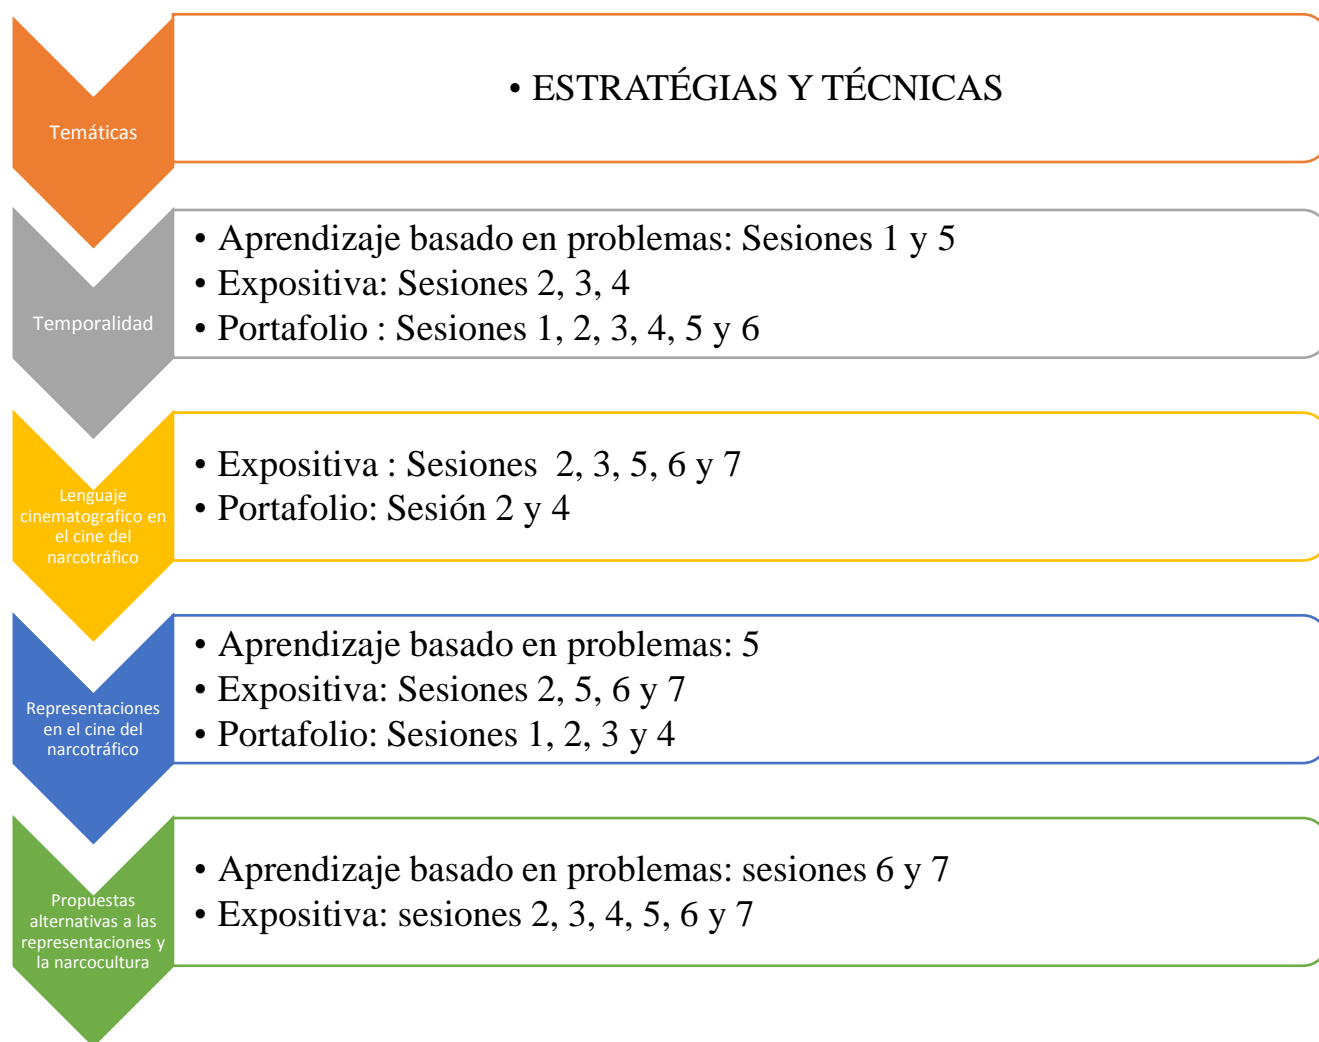 Temáticas
• ESTRATÉGIAS Y TÉCNICAS
Temporalidad
• Aprendizaje basado en problemas: Sesiones 1 y 5
• Expositiva: Sesiones 2, 3, 4
• Portafolio : Sesiones 1, 2, 3, 4, 5 y 6
Lenguaje
cinematografico en
el cine del
narcotráfico
• Expositiva : Sesiones  2, 3, 5, 6 y 7
• Portafolio: Sesión 2 y 4
Representaciones
en el cine del
narcotráfico
• Aprendizaje basado en problemas: 5
• Expositiva: Sesiones 2, 5, 6 y 7
• Portafolio: Sesiones 1, 2, 3 y 4
Propuestas
alternativas a las
representaciones y
la narcocultura
• Aprendizaje basado en problemas: sesiones 6 y 7
• Expositiva: sesiones 2, 3, 4, 5, 6 y 7